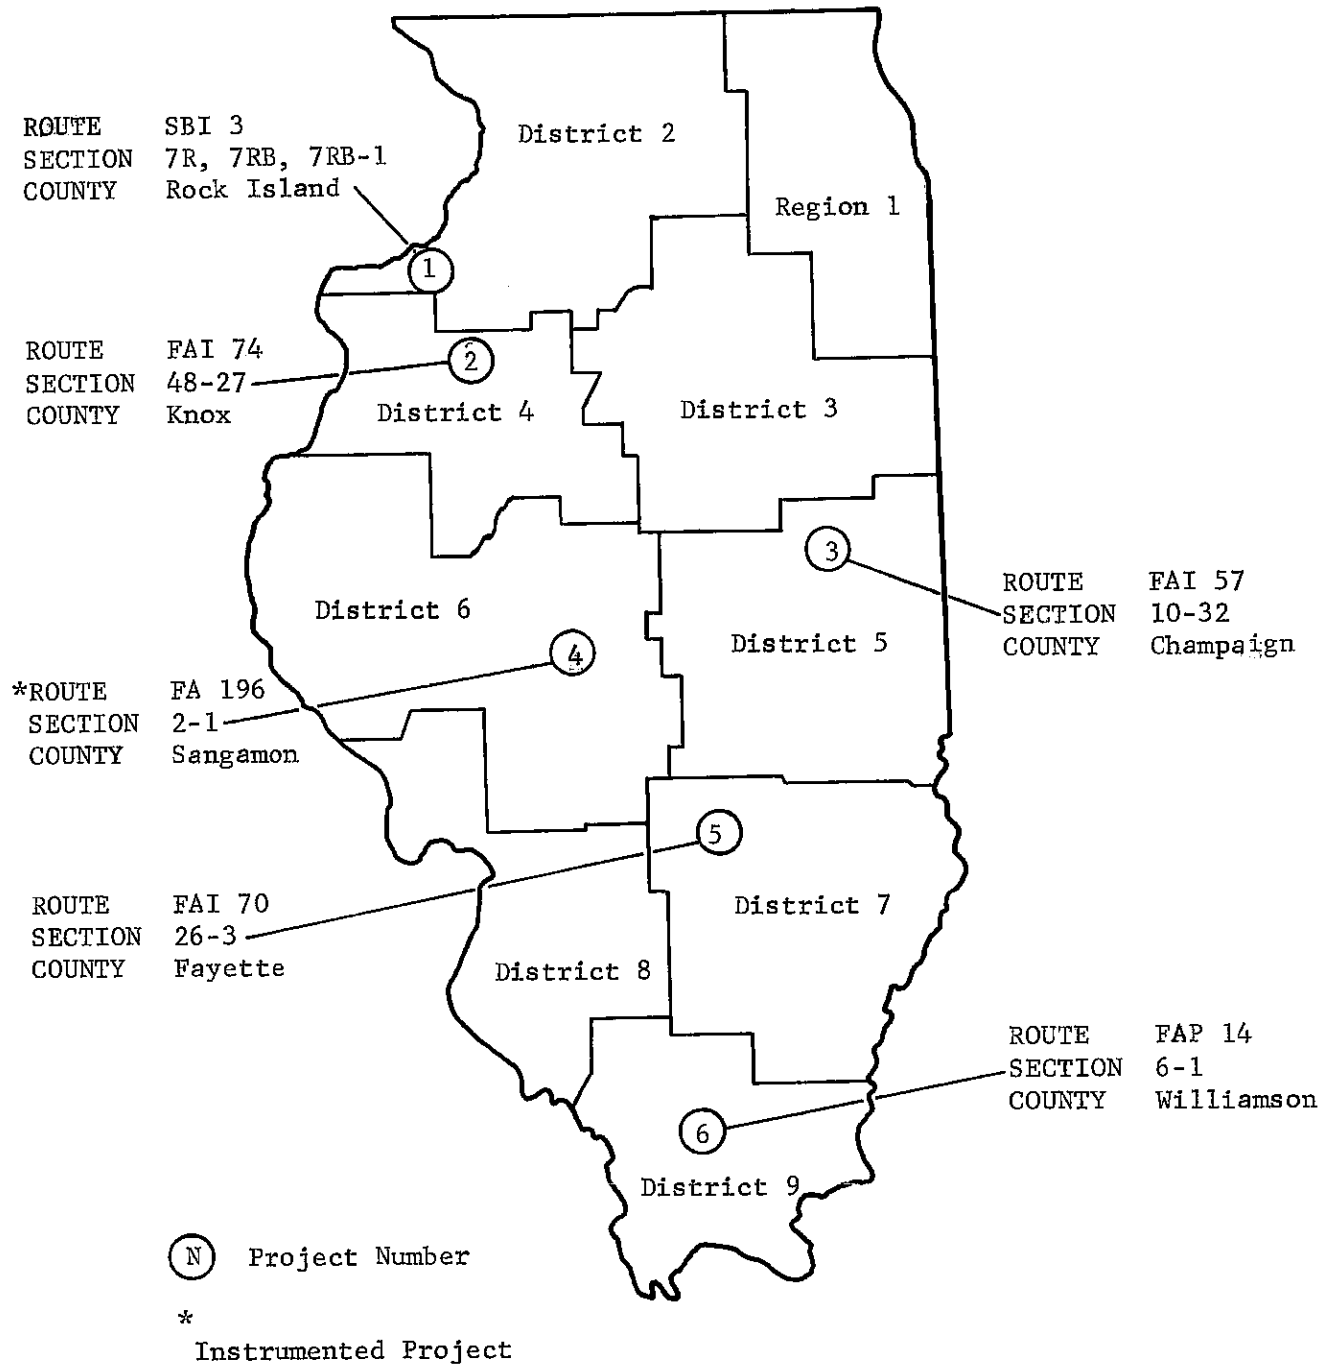 District 2
ROUTE SBI 3
SECTION 7R, 7RB, 7RB-1
COUNTY Rock Island
Region 1
1
ROUTE FAI 74
SECTION 48-27
COUNTY Knox
2
District 4
District 3
3
ROUTE FAI 57
SECTION 10-32
COUNTY Champaign
District 6
District 5
4
*ROUTE FA 196
SECTION 2-1
COUNTY Sangamon
5
District 7
ROUTE FAI 70
SECTION 26-3
COUNTY Fayette
District 8
ROUTE FAP 14
SECTION 6-1
COUNTY Williamson
6
District 9
N Project Number
*
Instrumented Project